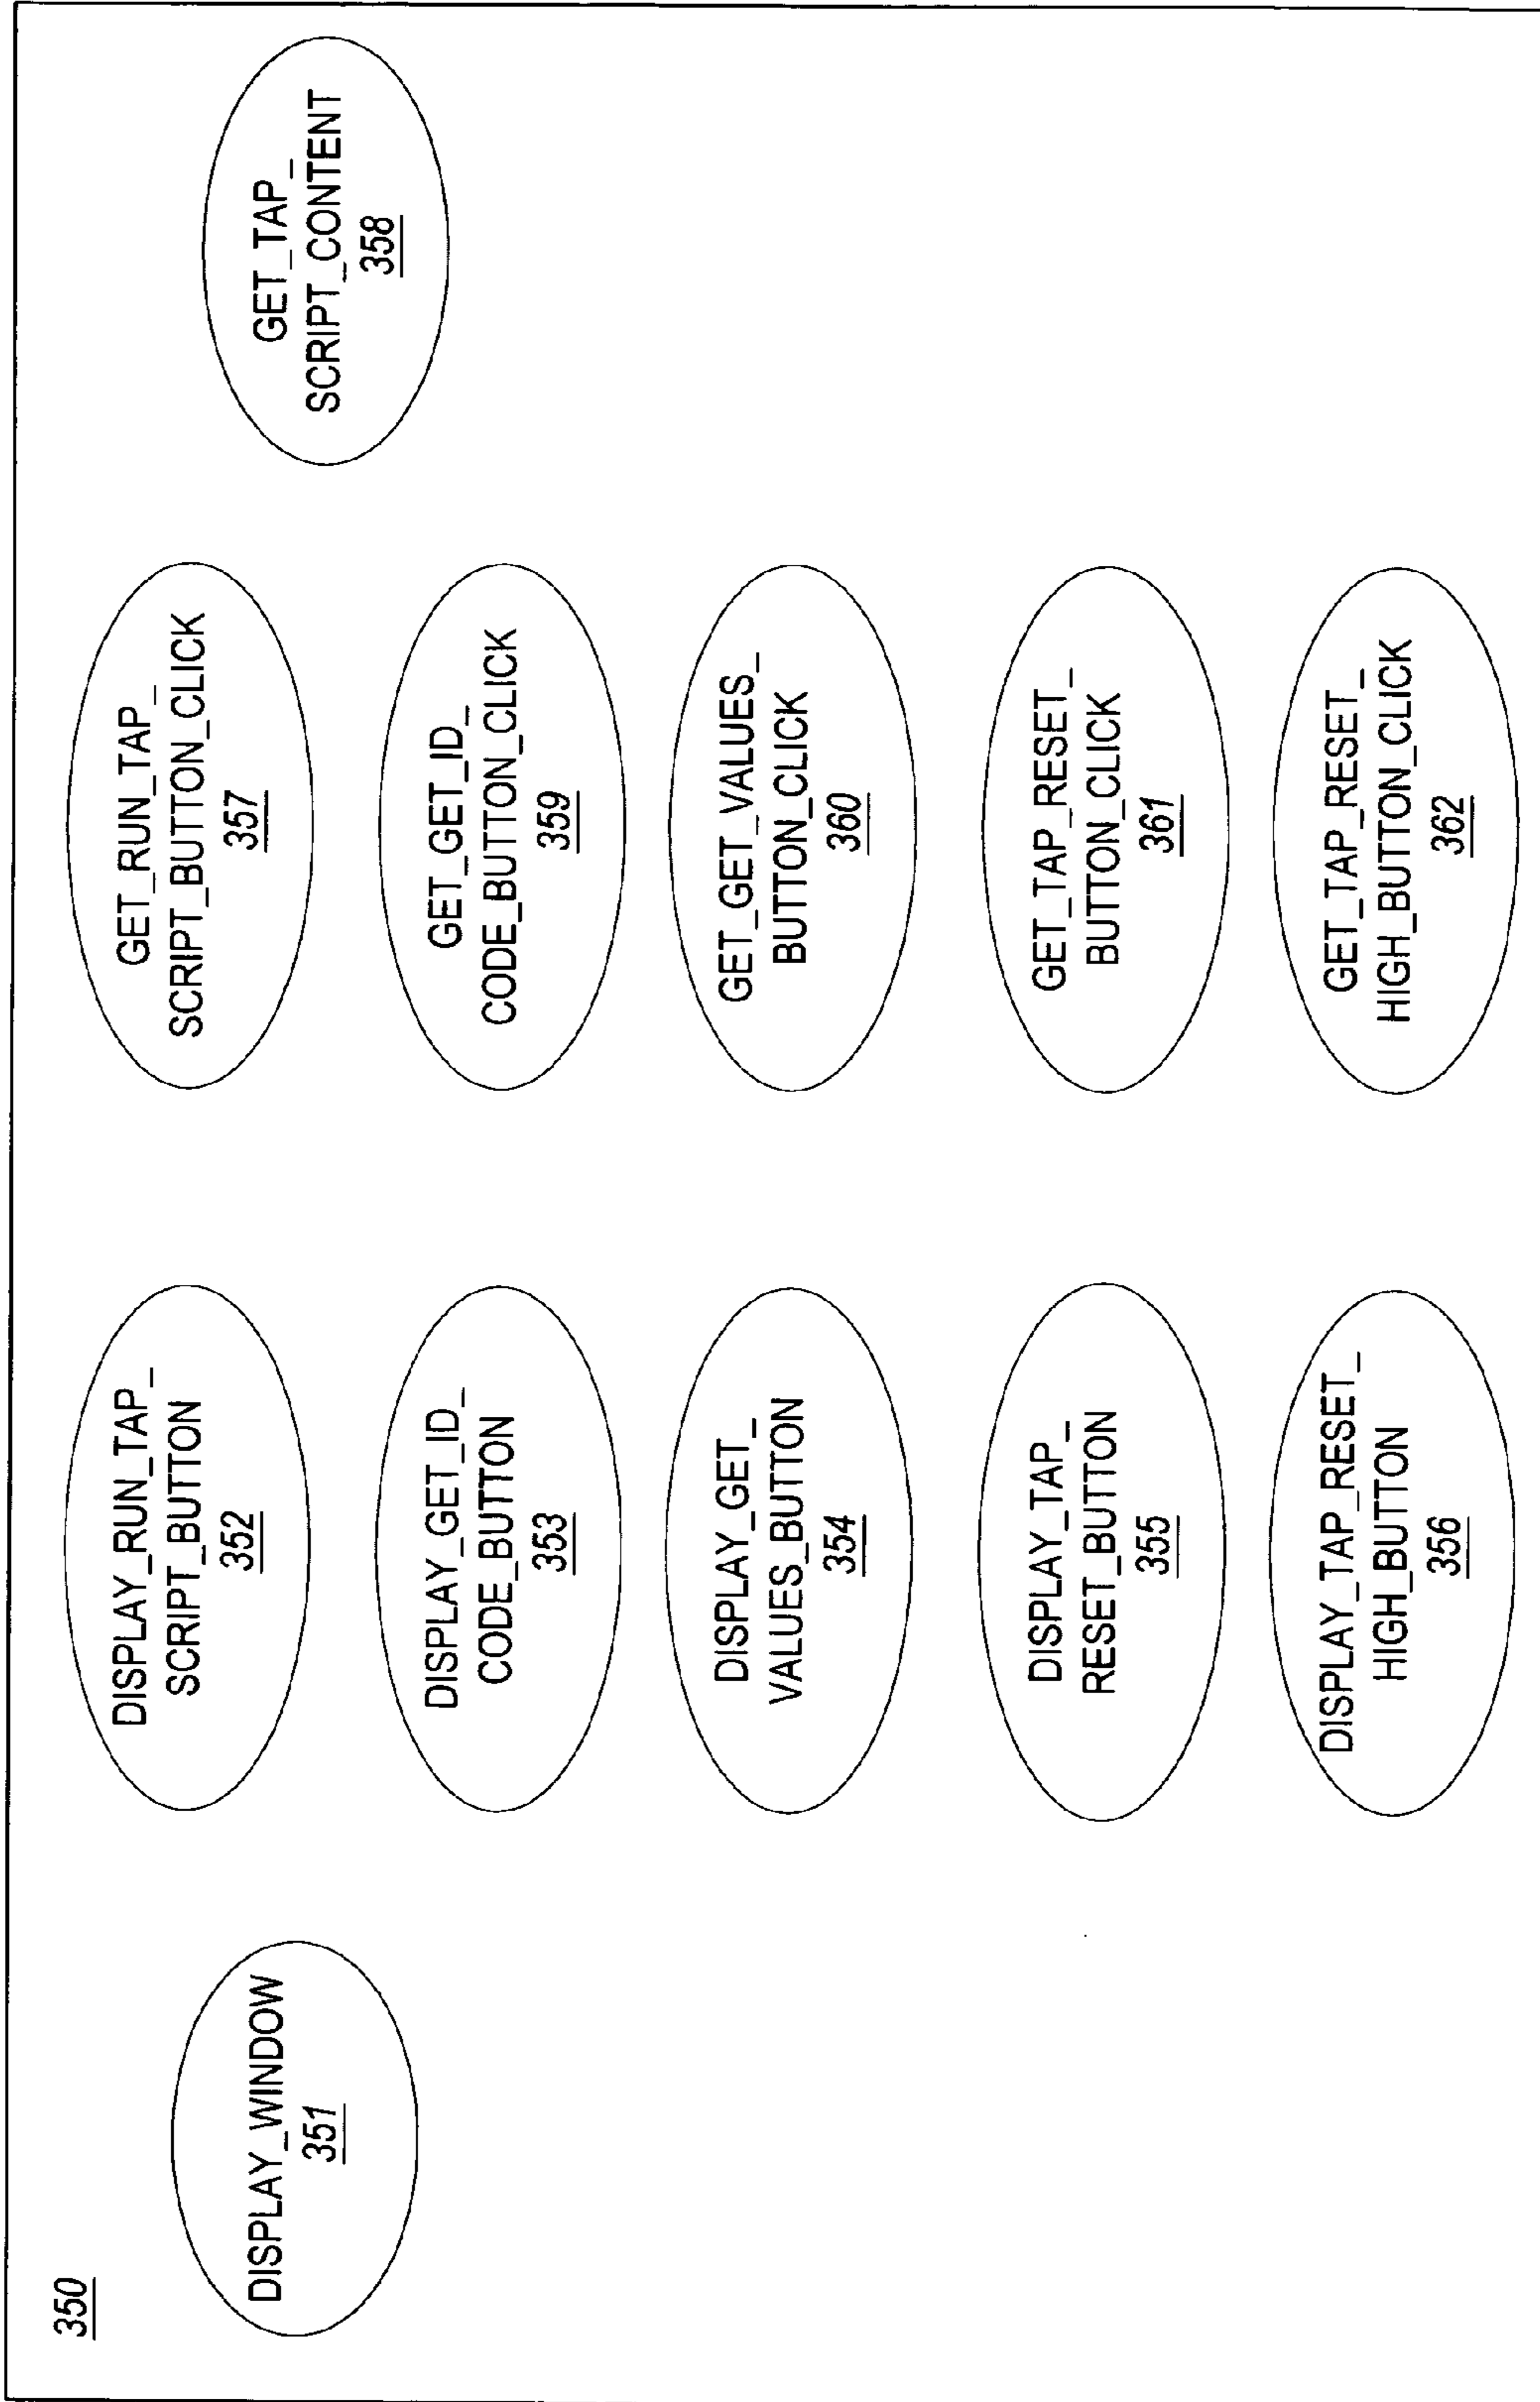 350
DISPLAY_WINDOW
351
DISPLAY_RUN_TAP_
SCRIPT_BUTTON
352
DISPLAY_GET_ID_
CODE_BUTTON
353
DISPLAY_GET_
VALUES_BUTTON
354
DISPLAY_TAP_
RESET_BUTTON
355
DISPLAY_TAP_RESET_
HIGH_BUTTON
356
GET_RUN_TAP_
SCRIPT_BUTTON_CLICK
357
GET_GET_ID_
CODE_BUTTON_CLICK
359
GET_GET_VALUES_
BUTTON_CLICK
360
GET_TAP_RESET_
BUTTON_CLICK
361
GET_TAP_RESET_
HIGH_BUTTON_CLICK
362
GET_TAP_
SCRIPT_CONTENT
358